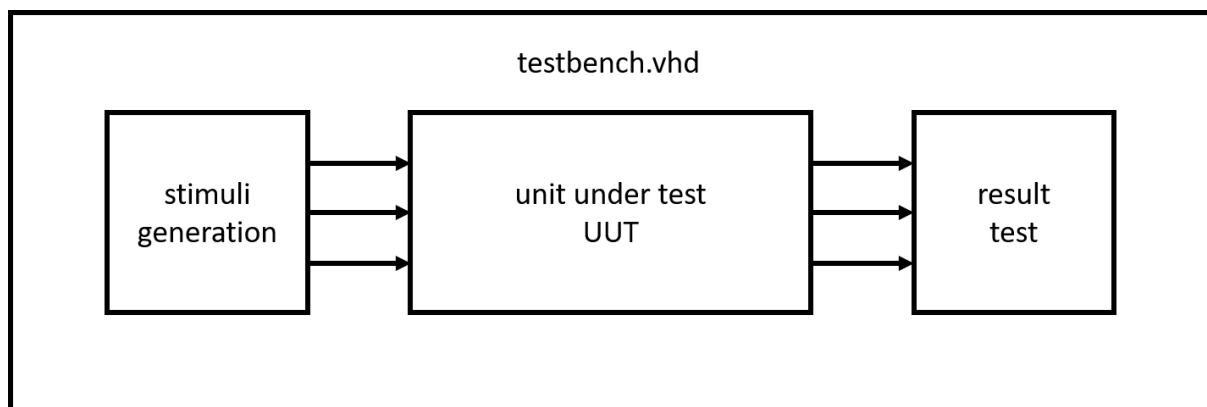 testbench.vhd
stimuli
generation
unit under test
UUT
result
test